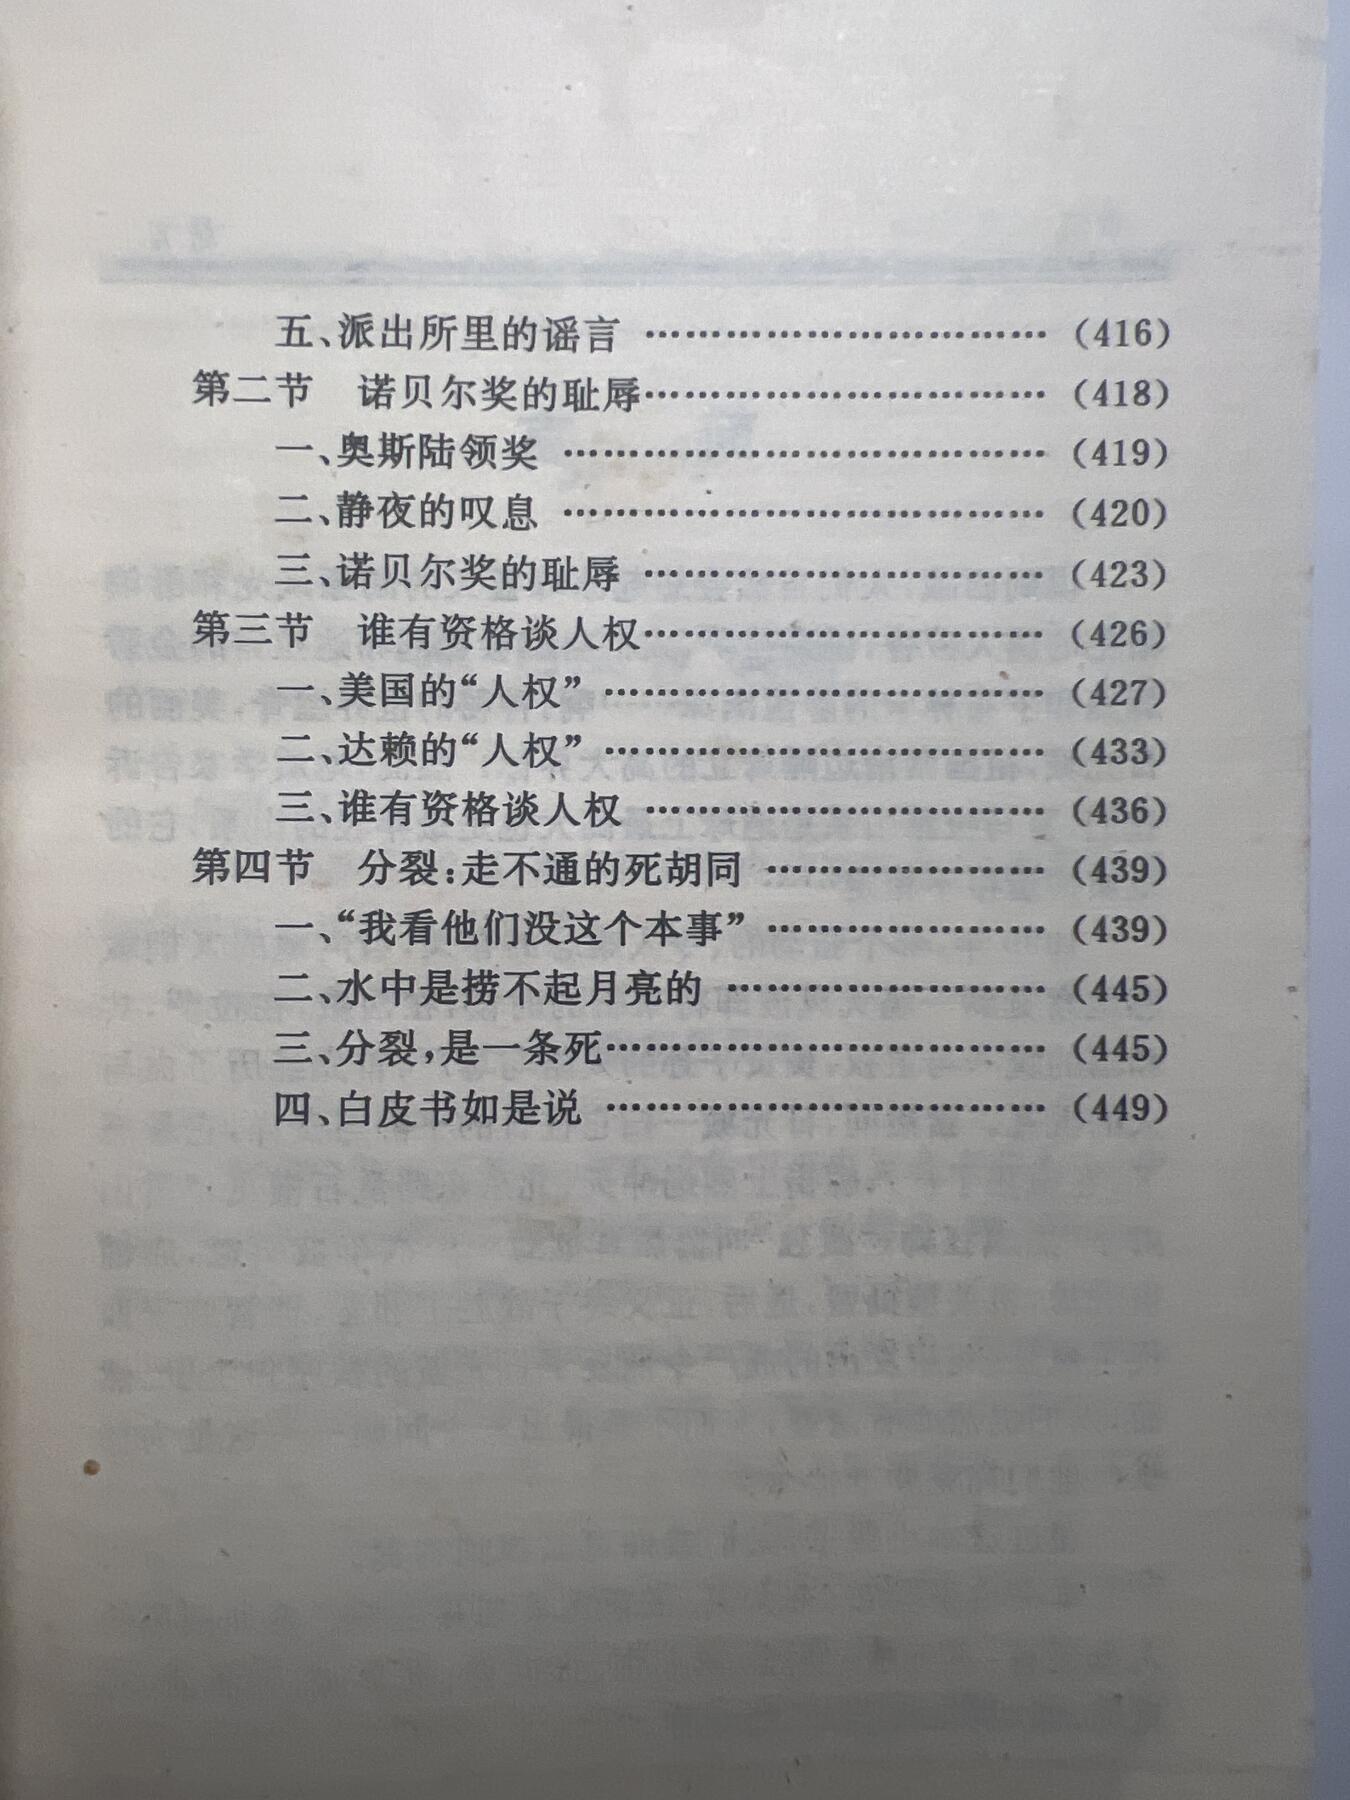 五、派出所里的谣言 ………………………… (416)
第二节　诺贝尔奖的耻辱………………………… (418)
一、奥斯陆领奖 ……………………………… (419)
二、静夜的叹息 ……………………………… (420)
三、诺贝尔奖的耻辱 ………………………… (423)
第三节　谁有资格谈人权………………………… (426)
一、美国的“人权” …………………………… (427)
二、达赖的“人权” …………………………… (433)
三、谁有资格谈人权 ………………………… (436)
第四节　分裂:走不通的死胡同 ………………… (439)
一、“我看他们没这个本事” ………………… (439)
二、水中是捞不起月亮的 …………………… (445)
三、分裂,是一条死…………………………… (445)
四、白皮书如是说 …………………………… (449)